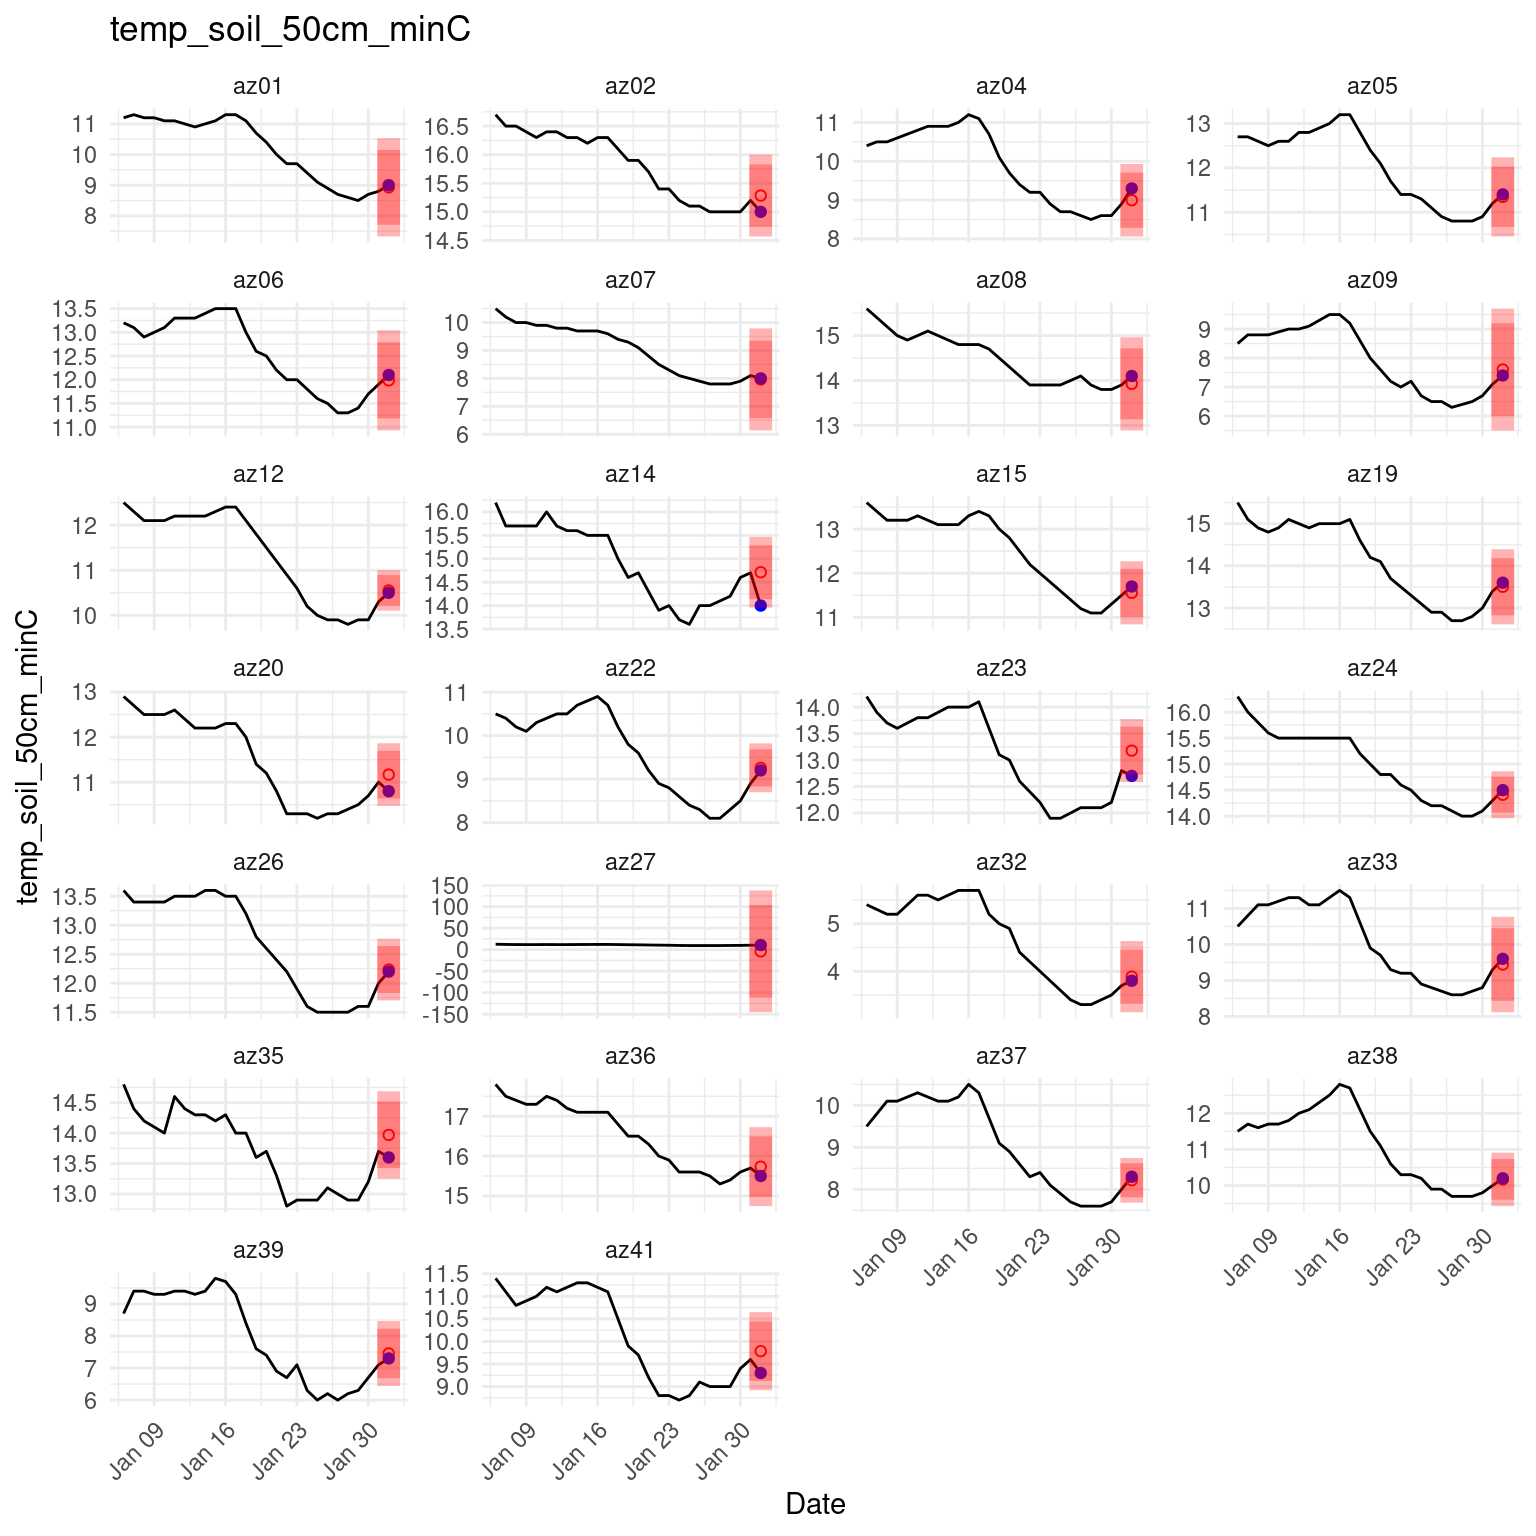 temp_soil_50cm_minC
az01 az02 az04 az05
11 10 9 8
16.5 16.0 15.5 15.0 14.5
11 10 9 8
13 12 11
az06 az07 az08 az09
13.5 13.0 12.5 12.0 11.5 11.0
10 9 8 7 6
15 14 13
9 8 7 6
az12 az14 az15 az19
12 11 10
16.0 15.5 15.0 14.5 14.0 13.5
13 12 11
15 14 13
az20 az22 az23 az24
13 12 11
11 10 9 8
14.0 13.5 13.0 12.5 12.0
16.0 15.5 15.0 14.5 14.0
az26 az27 az32 az33
13.5 13.0 12.5 12.0 11.5
150 100 50 0 -50 -100 -150
5 4
11 10 9 8
az35 az36 az37 az38
14.5 14.0 13.5 13.0
17 16 15
10 9 8
12 11 10
Jan 09 Jan 16 Jan 23 Jan 30
Jan 09 Jan 16 Jan 23 Jan 30
az39 az41
9 8 7 6
11.5 11.0 10.5 10.0 9.5 9.0
Jan 09 Jan 16 Jan 23 Jan 30
Jan 09 Jan 16 Jan 23 Jan 30
temp_soil_50cm_minC
Date